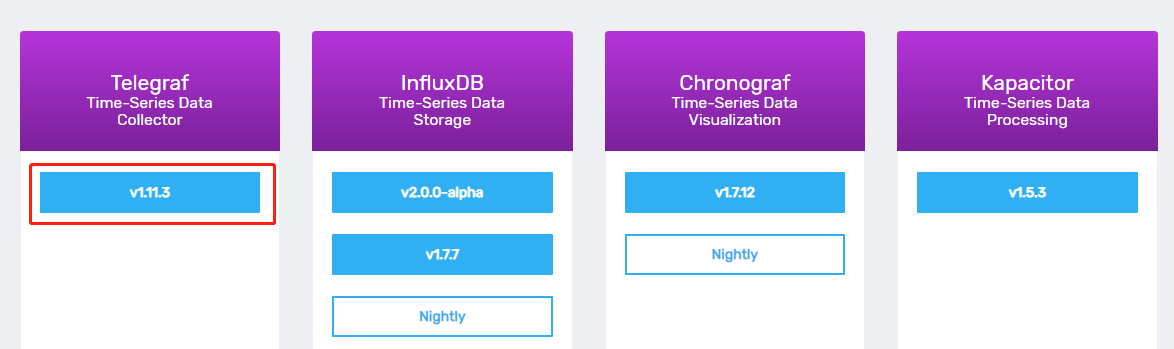 Telegraf
Time-Series Data
Collector
v1.11.3
InfluxDB
Time-Series Data
Storage
v2.0.0-alpha
v1.7.7
Nightly
Chronograf
Time-Series Data
Visualization
v1.7.12
Nightly
Kapacitor
Time-Series Data
Processing
v1.5.3